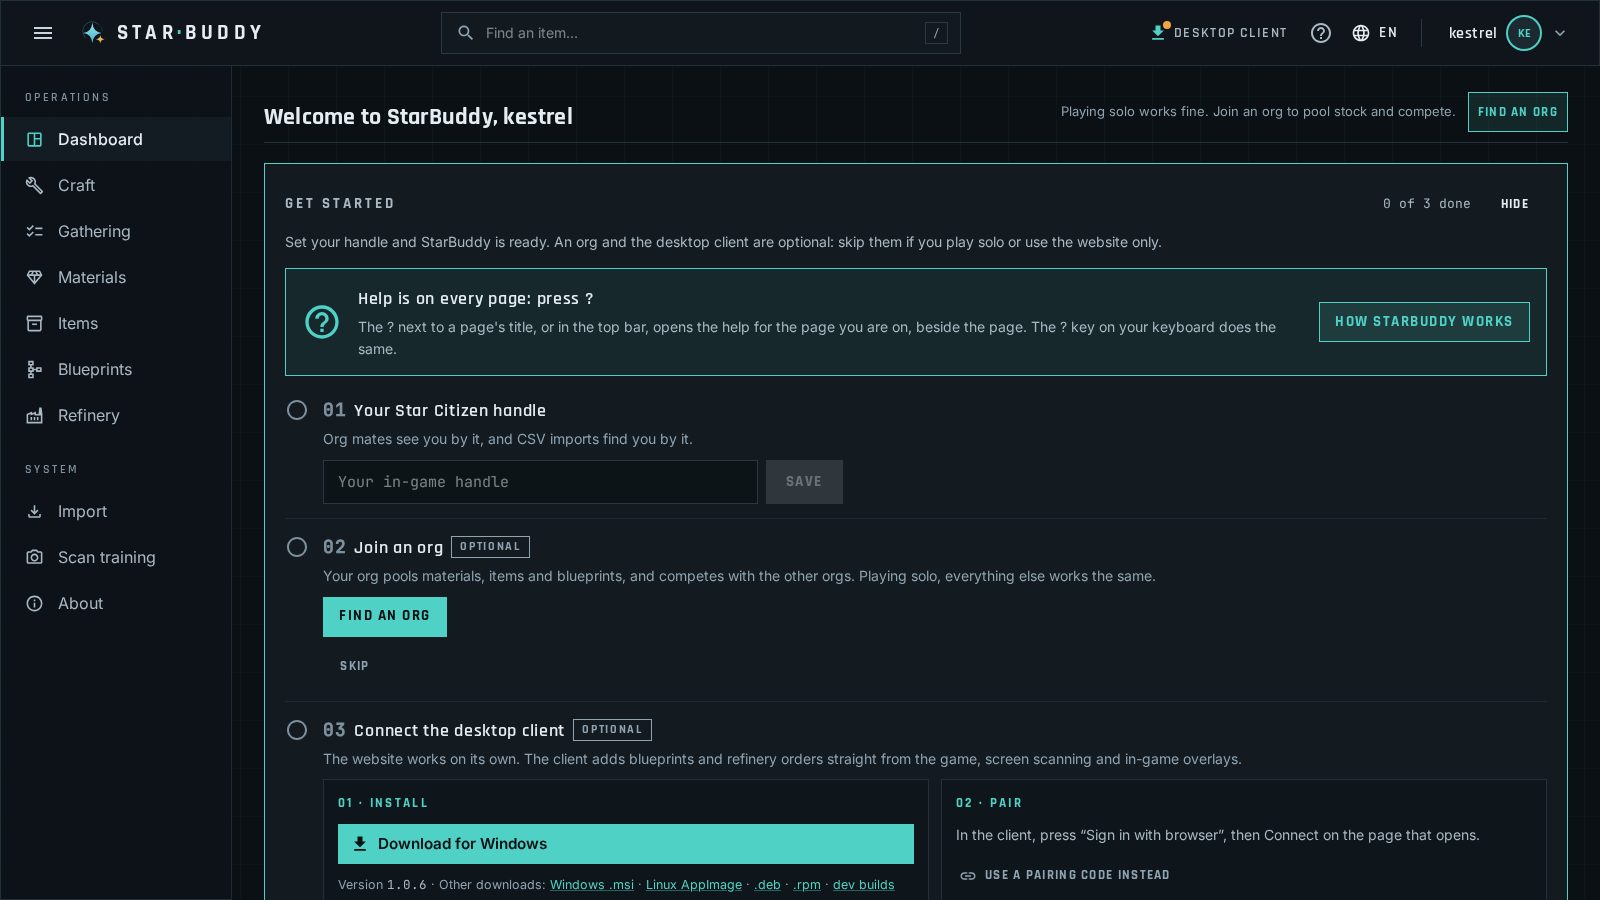 STAR·BUDDY
Find an item...
/
DESKTOP CLIENT
EN
kestrel
KE
OPERATIONS
Dashboard
Craft
Gathering
Materials
Items
Blueprints
Refinery
SYSTEM
Import
Scan training
About
Welcome to StarBuddy, kestrel
Playing solo works fine. Join an org to pool stock and compete.
FIND AN ORG
GET STARTED
0 of 3 done
HIDE
Set your handle and StarBuddy is ready. An org and the desktop client are optional: skip them if you play solo or use the website only.
Help is on every page: press ?
The ? next to a page's title, or in the top bar, opens the help for the page you are on, beside the page. The ? key on your keyboard does the
same.
HOW STARBUDDY WORKS
01 Your Star Citizen handle
Org mates see you by it, and CSV imports find you by it.
Your in-game handle
SAVE
02 Join an org OPTIONAL
Your org pools materials, items and blueprints, and competes with the other orgs. Playing solo, everything else works the same.
FIND AN ORG
SKIP
03 Connect the desktop client OPTIONAL
The website works on its own. The client adds blueprints and refinery orders straight from the game, screen scanning and in-game overlays.
01 · INSTALL
Download for Windows
Version 1.0.6 · Other downloads: Windows .msi · Linux AppImage · .deb · .rpm · dev builds
02 · PAIR
In the client, press “Sign in with browser”, then Connect on the page that opens.
USE A PAIRING CODE INSTEAD